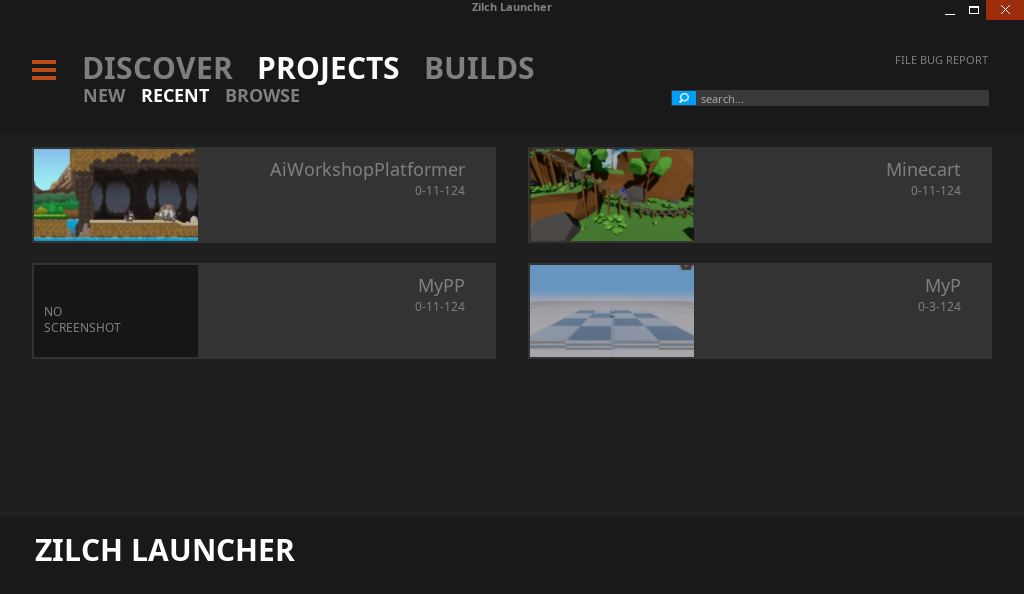 Zilch Launcher
DISCOVER PROJECTS BUILDS
FILE BUG REPORT
NEW RECENT BROWSE
search...
AiWorkshopPlatformer
0-11-124
Minecart
0-11-124
NO
SCREENSHOT
MyPP
0-11-124
MyP
0-3-124
ZILCH LAUNCHER